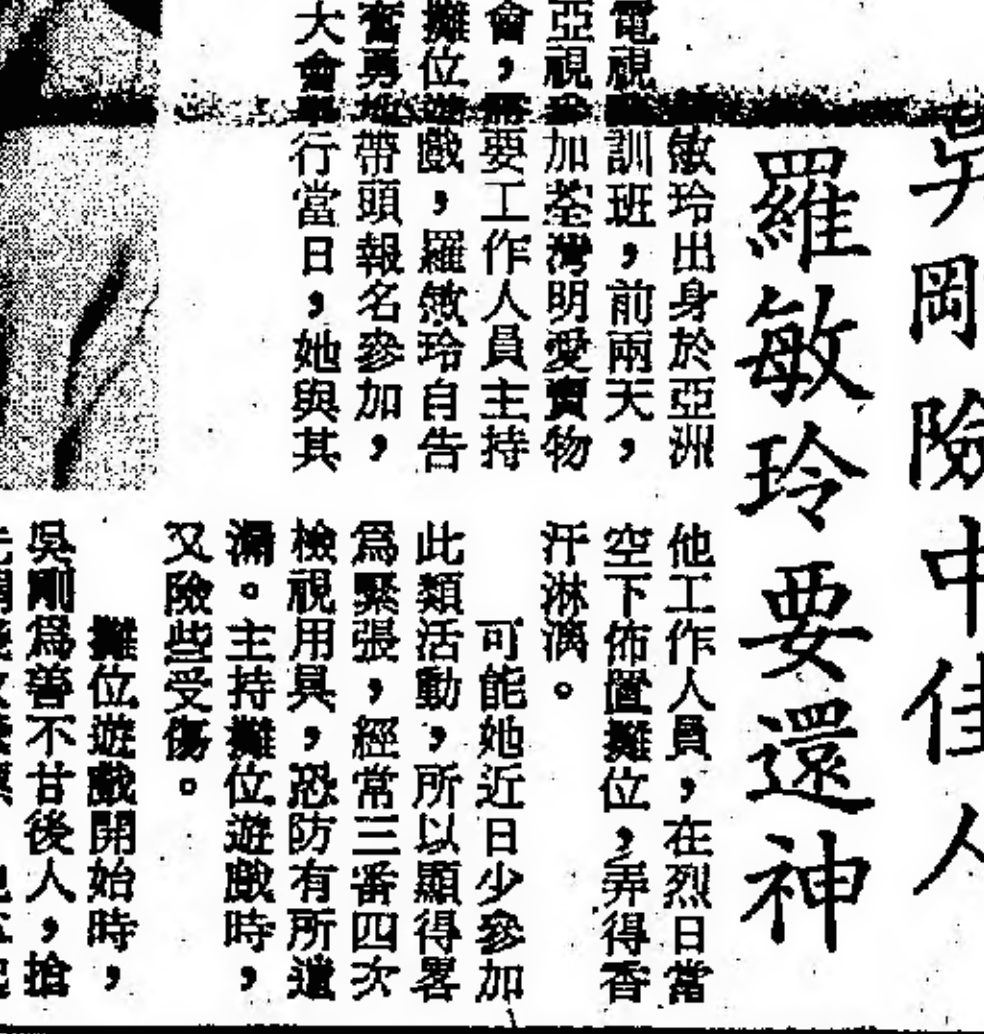 吳剛險中佳人
羅敏玲要還神
敏玲出身於亞洲
電視訓班，前兩天，
亞視參加荃灣明愛賣物
會，需要工作人員主持
攤位遊戲，羅敏玲自告
奮勇地帶頭報名參加，
大會舉行當日，她與其
他工作人員，在烈日當
空下佈置攤位，弄得香
汗淋漓。
可能她近日少參加
此類活動，所以顯得畧
為緊張，經常三番四次
檢視用具，恐防有所遺
漏。主持攤位遊戲時，
又險些受傷。
攤位遊戲開始時，
吳剛為善不甘後人，搶